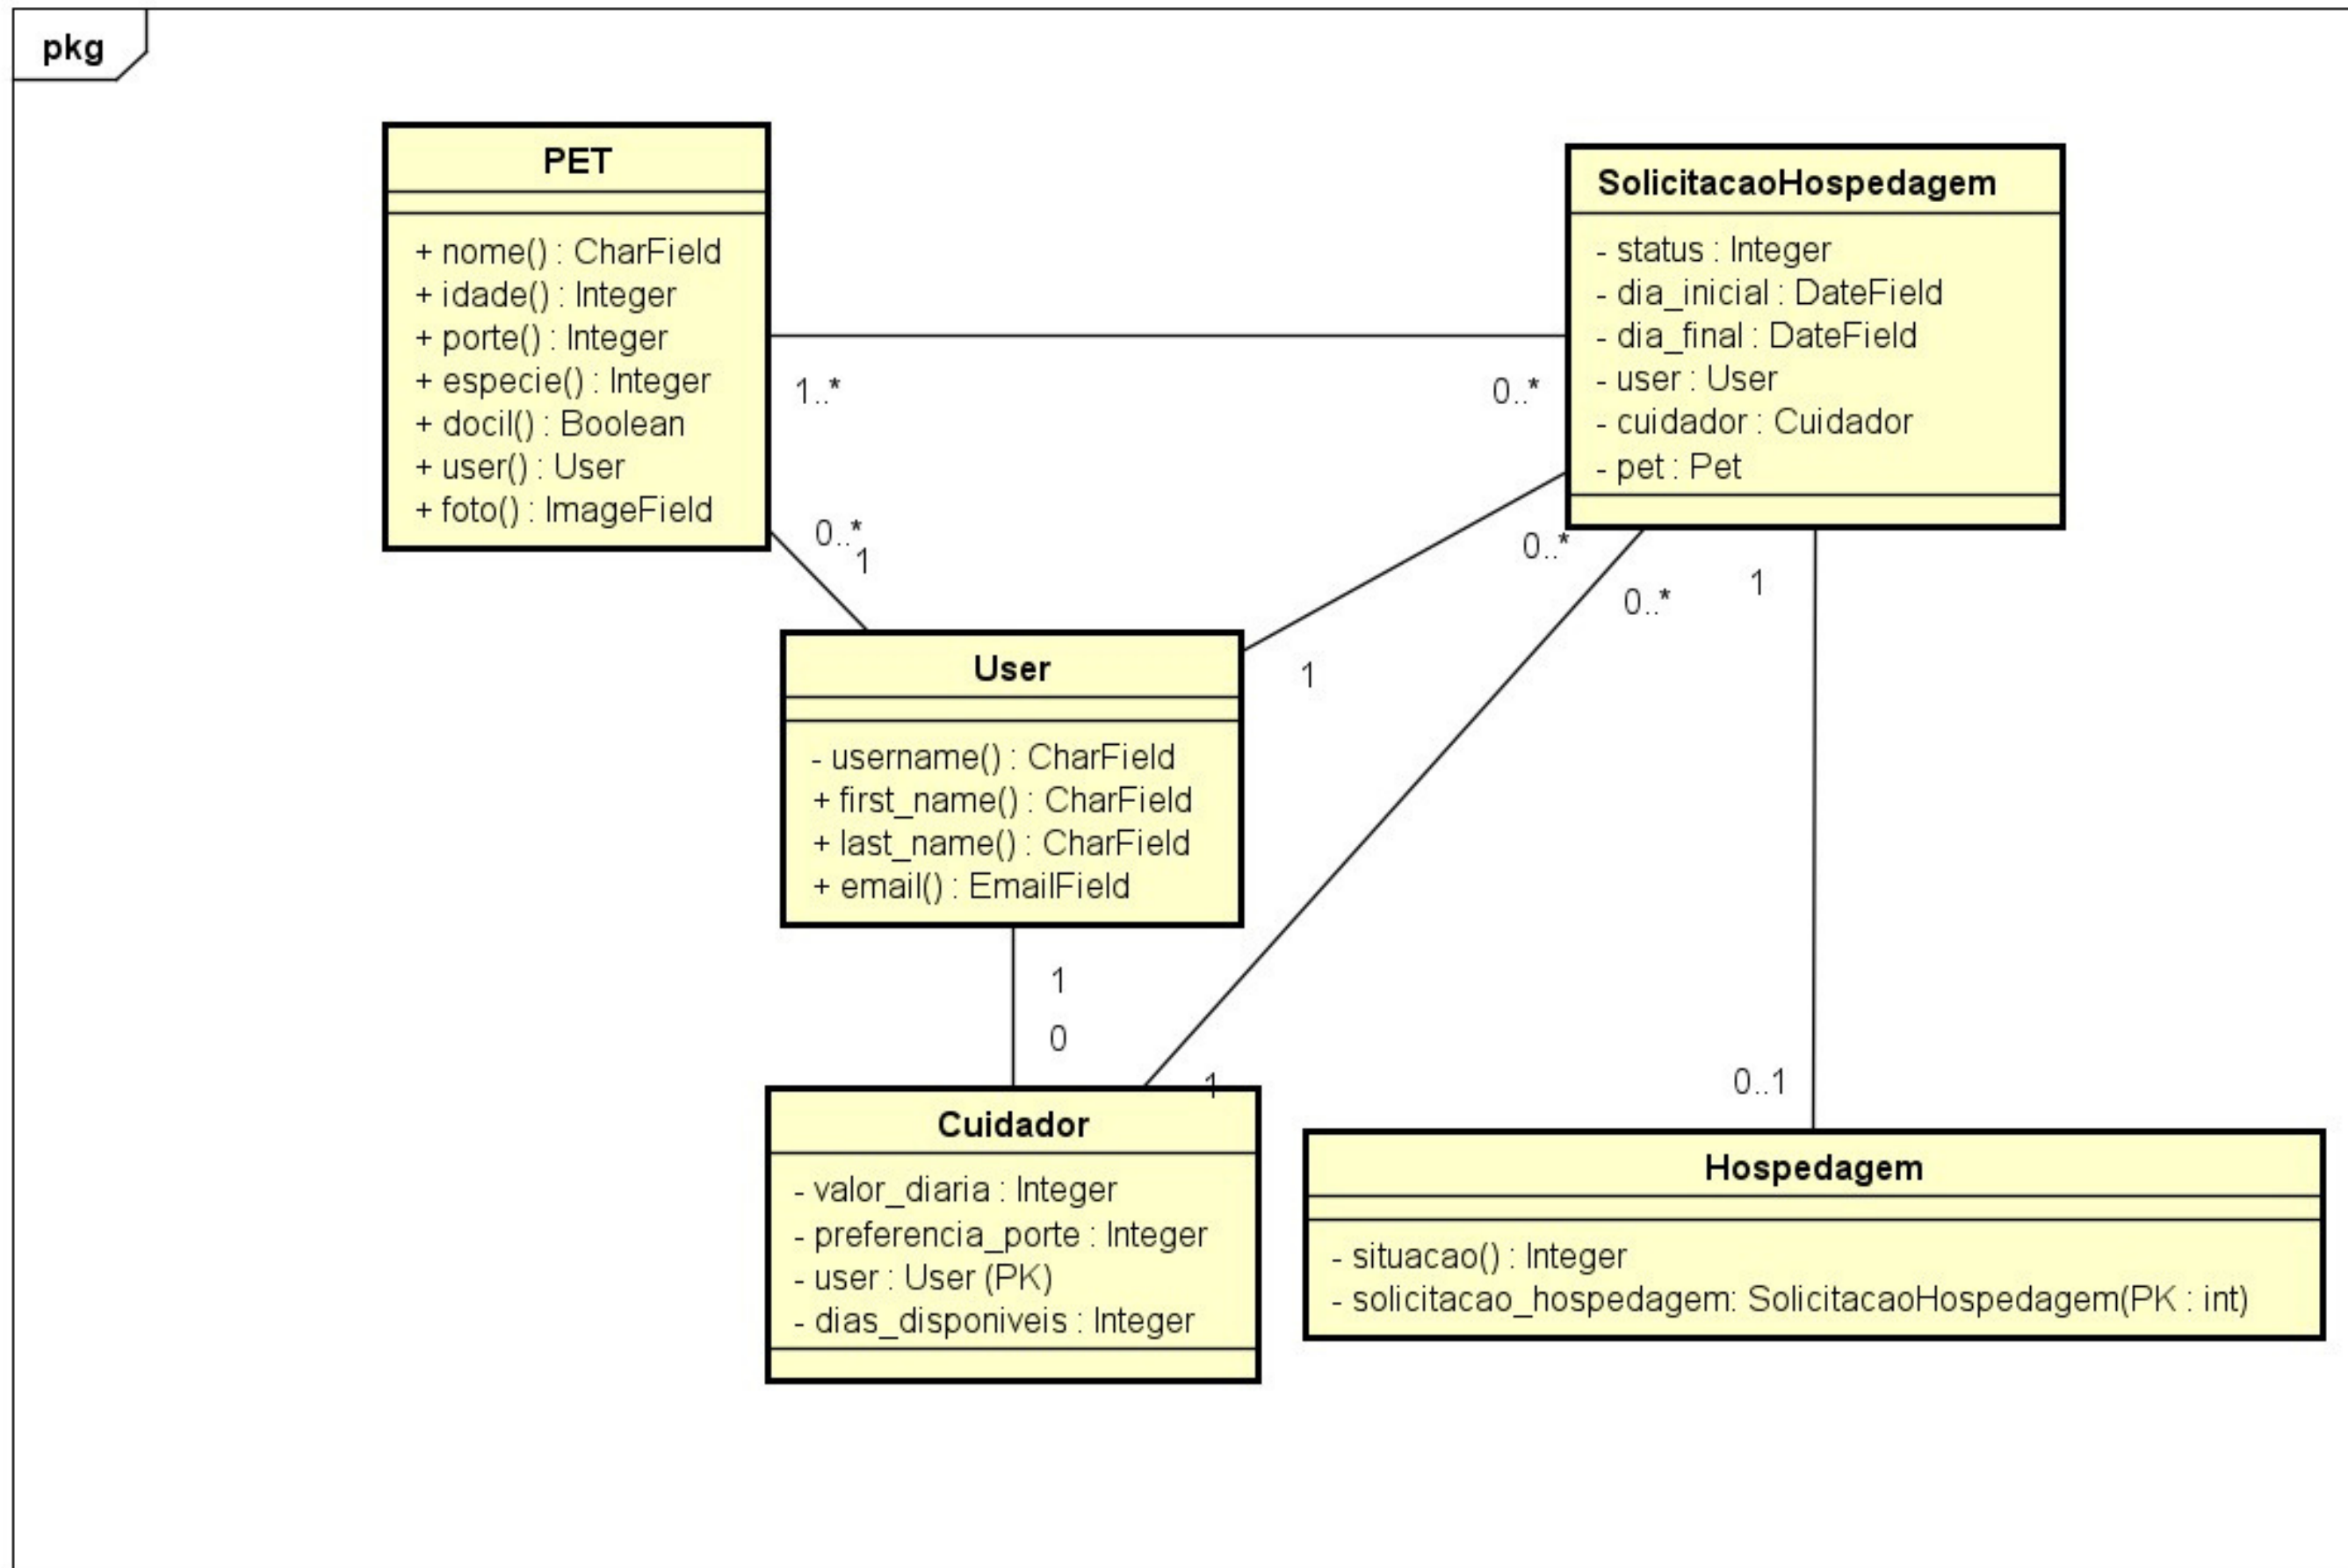 pkg
PET
+ nome() : CharField
+ idade() : Integer
+ porte() : Integer
+ especie() : Integer
+ docil() : Boolean
+ user() : User
+ foto() : ImageField
SolicitacaoHospedagem
- status : Integer
- dia_inicial : DateField
- dia_final : DateField
- user : User
- cuidador : Cuidador
- pet : Pet
1..*
0..*
0..*
1
0..*
1
0..*
1
User
- username() : CharField
+ first_name() : CharField
+ last_name() : CharField
+ email() : EmailField
1
0
1
0..1
Cuidador
- valor_diaria : Integer
- preferencia_porte : Integer
- user : User (PK)
- dias_disponiveis : Integer
Hospedagem
- situacao() : Integer
- solicitacao_hospedagem: SolicitacaoHospedagem(PK : int)